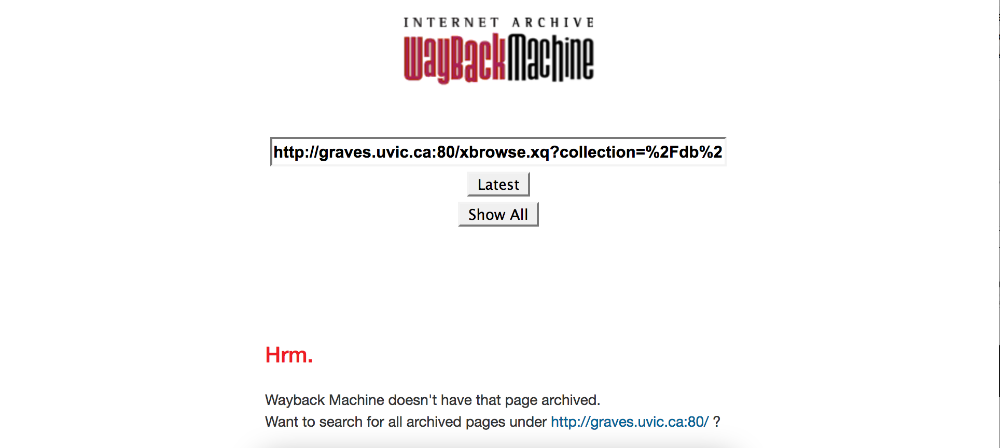 INTERNET ARCHIVE
WayBackMachine
http://graves.uvic.ca:80/xbrowse.xq?collection=%2Fdb%2
Latest
Show All
Hrm.
Wayback Machine doesn't have that page archived.
Want to search for all archived pages under http://graves.uvic.ca:80/ ?